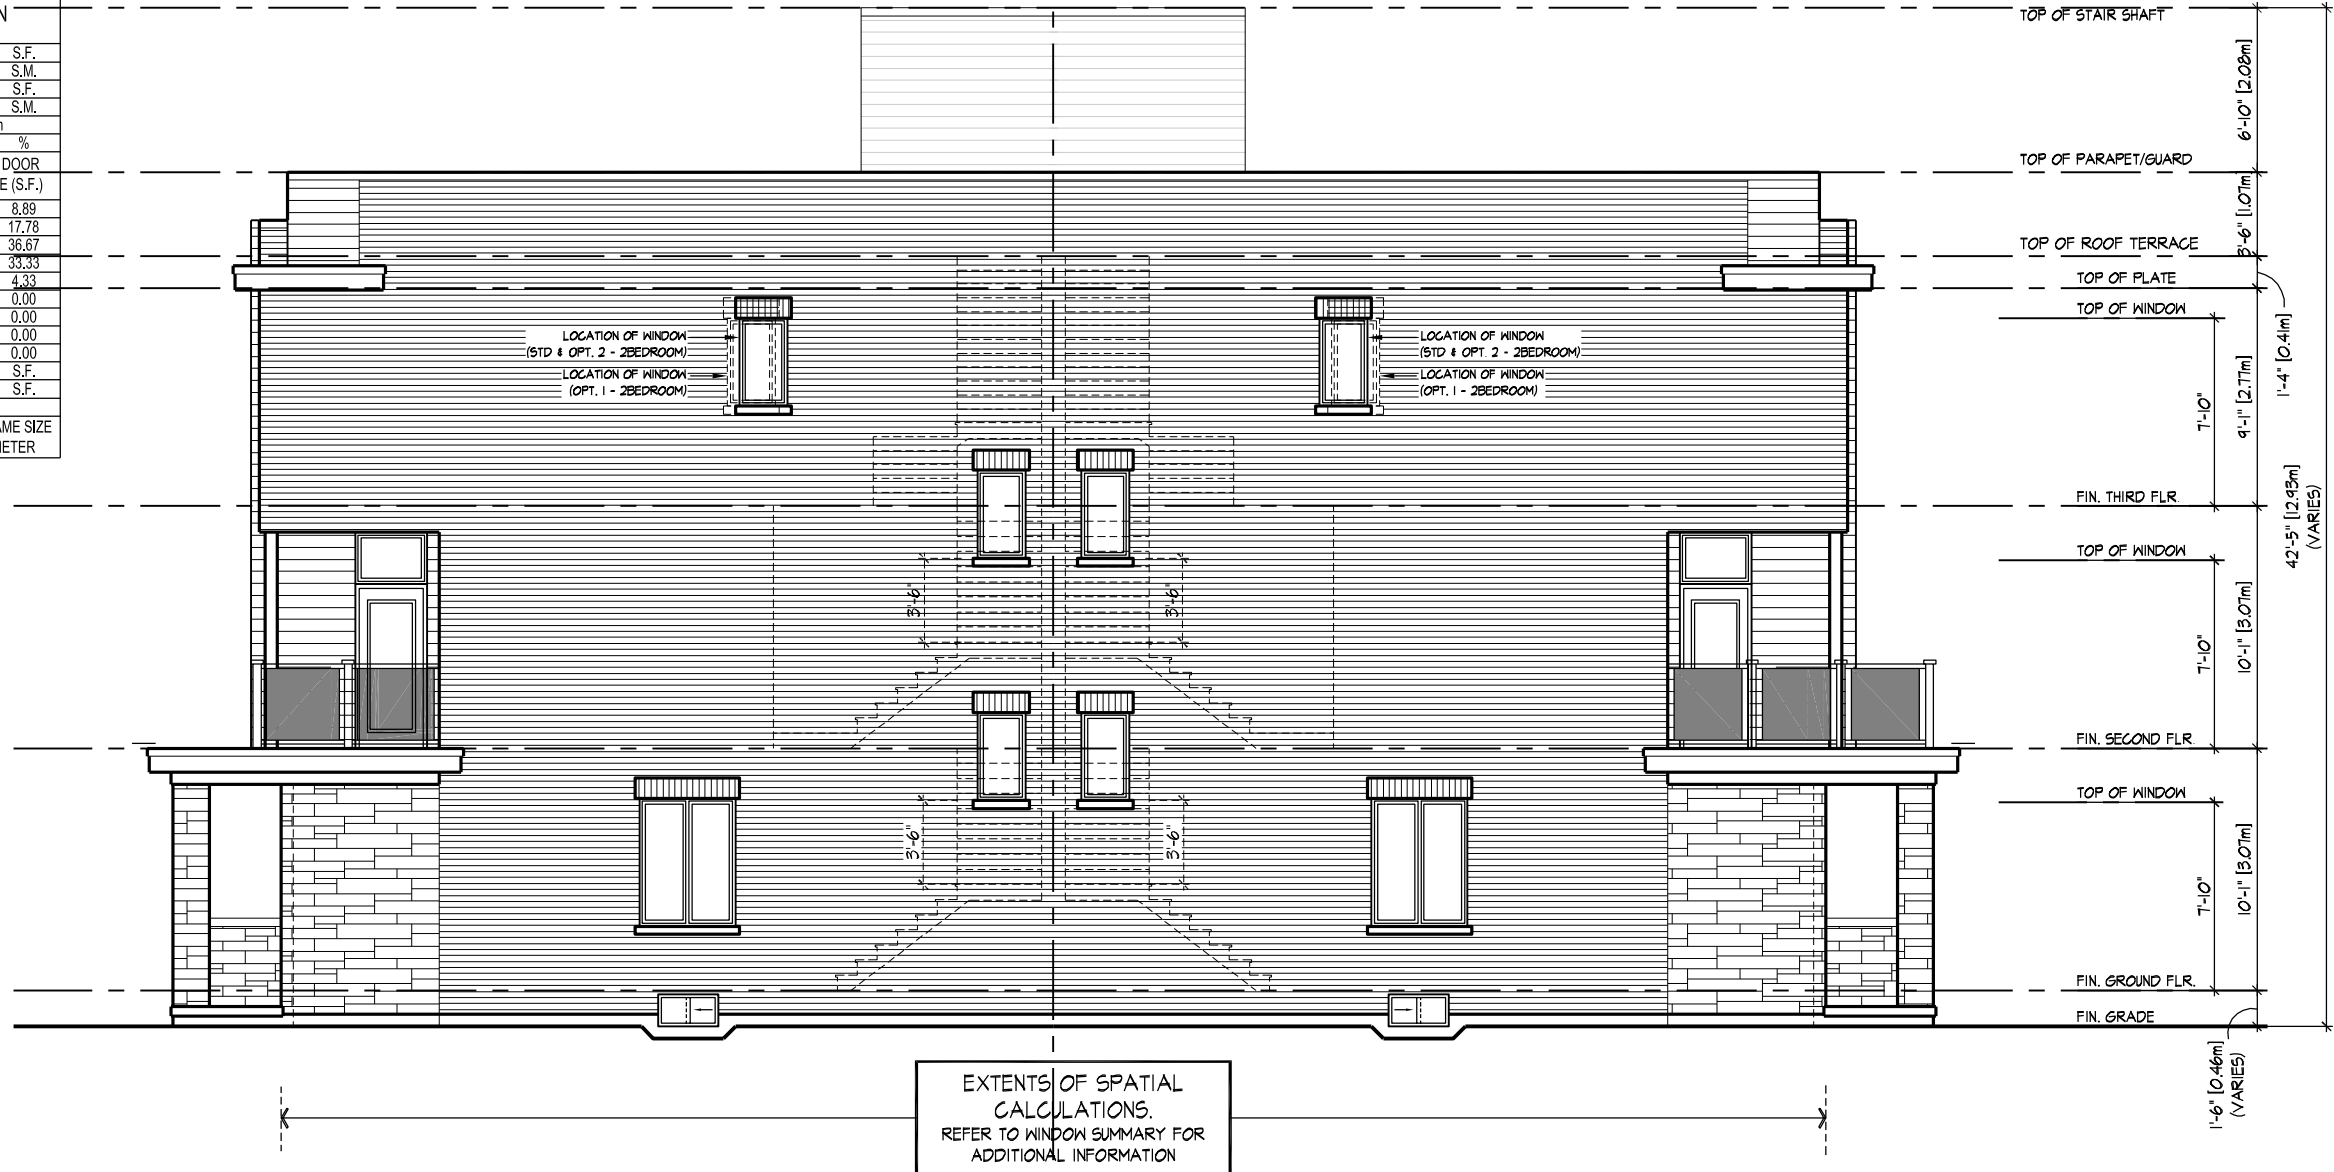 N
S.F.
S.M.
S.F.
S.M.
%
DOOR
E (S.F.)
8.89
17.78
36.67
33.33
4.33
0.00
0.00
0.00
0.00
S.F.
S.F.
AME SIZE
METER
TOP OF STAIR SHAFT
6'-10" [2.08m]
TOP OF PARAPET/GUARD
3'-6" [1.07m]
TOP OF ROOF TERRACE
TOP OF PLATE
1'-4" [0.41m]
TOP OF WINDOW
LOCATION OF WINDOW
(STD & OPT. 2 - 2BEDROOM)
LOCATION OF WINDOW
(OPT. 1 - 2BEDROOM)
LOCATION OF WINDOW
(STD & OPT. 2 - 2BEDROOM)
LOCATION OF WINDOW
(OPT. 1 - 2BEDROOM)
7'-10"
9'-1" [2.77m]
FIN. THIRD FLR.
42'-5" [12.93m]
(VARIES)
TOP OF WINDOW
3'-6"
3'-6"
7'-10"
10'-1" [3.07m]
FIN. SECOND FLR.
TOP OF WINDOW
3'-6"
3'-6"
7'-10"
10'-1" [3.07m]
FIN. GROUND FLR.
FIN. GRADE
1'-6" [0.46m]
(VARIES)
EXTENTS OF SPATIAL
CALCULATIONS.
REFER TO WINDOW SUMMARY FOR
ADDITIONAL INFORMATION